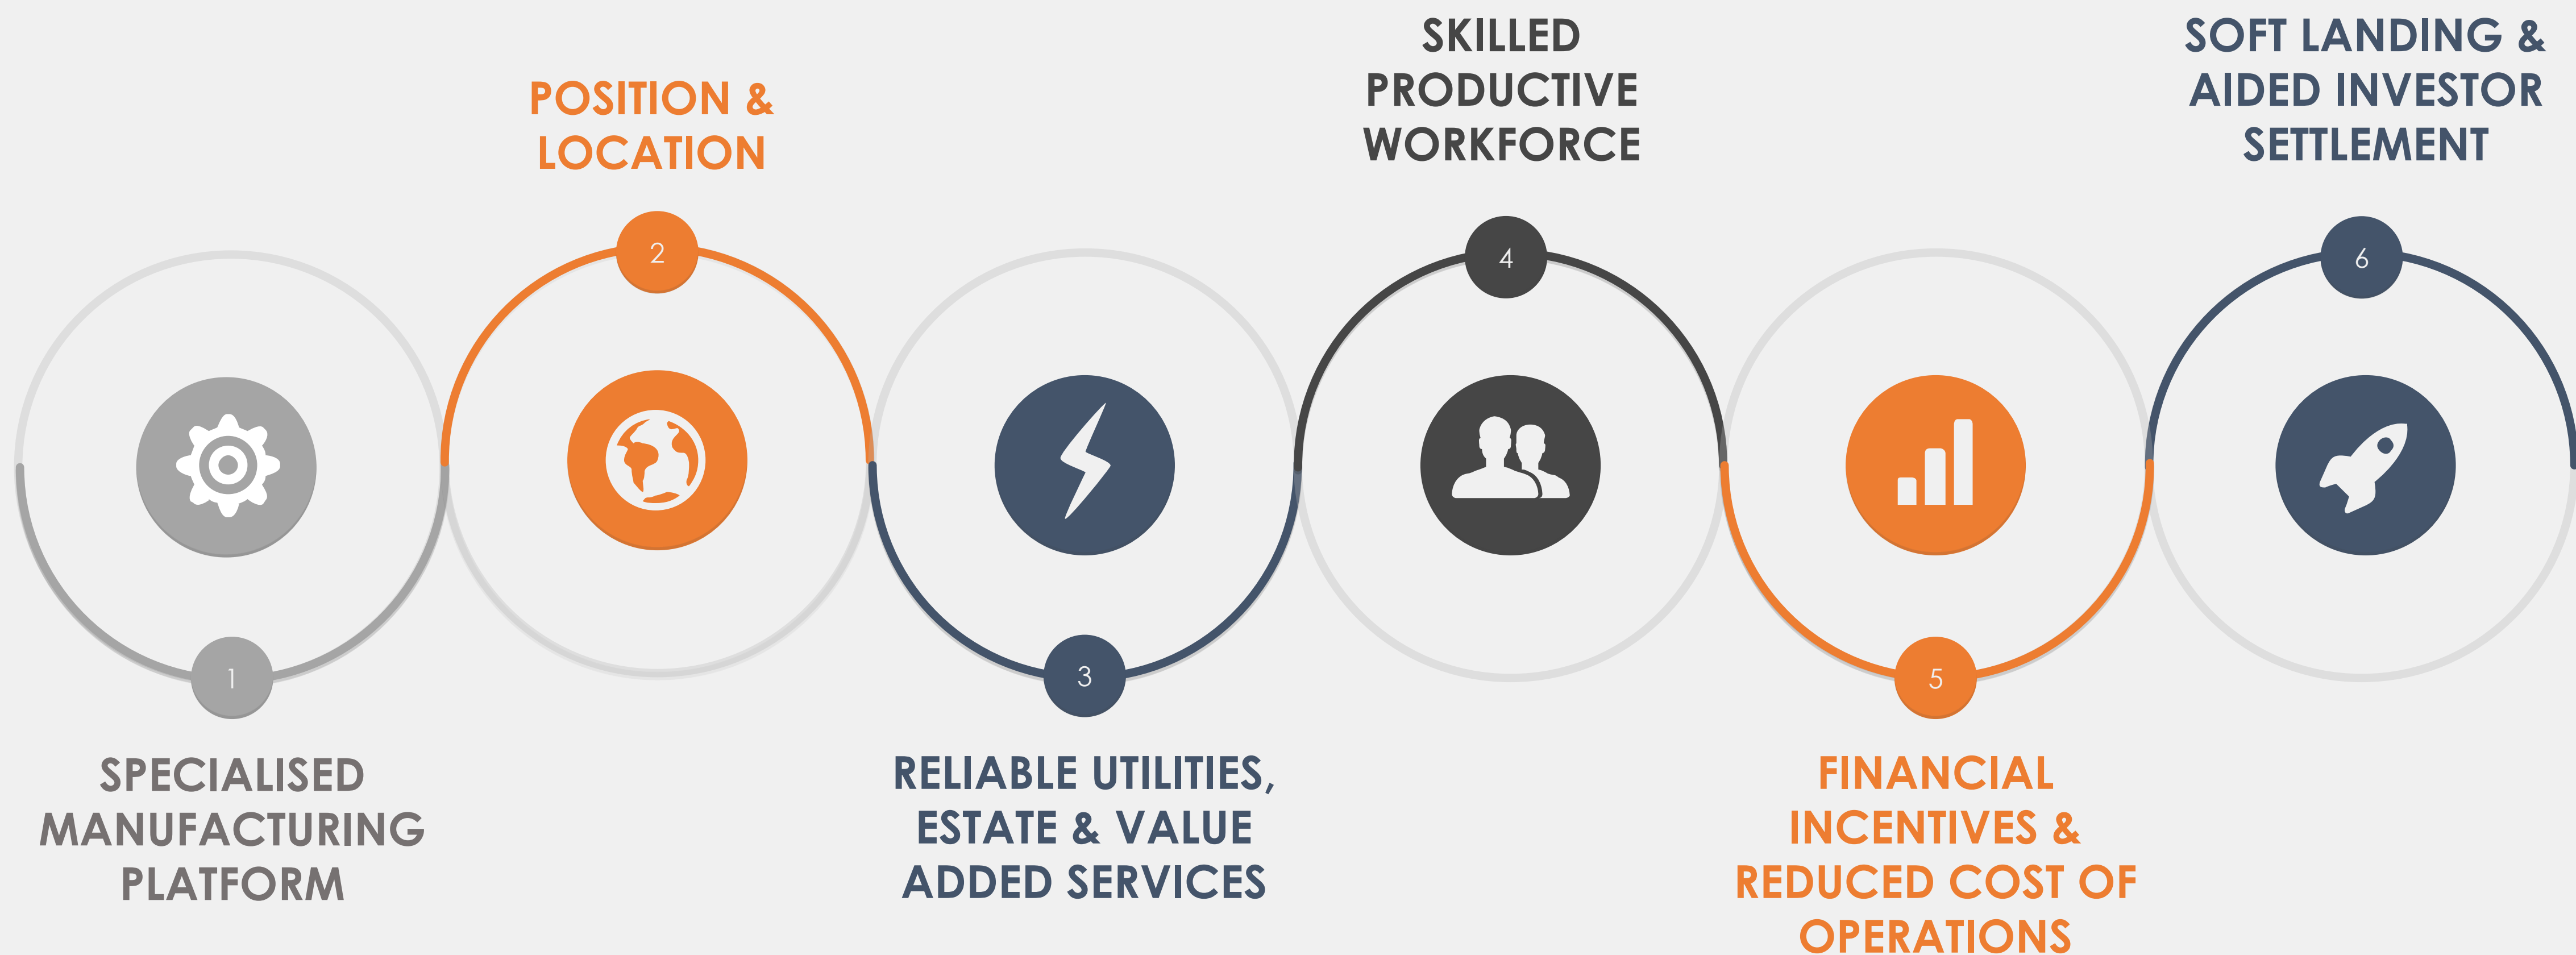 1
SPECIALISED
MANUFACTURING
PLATFORM
POSITION &
LOCATION
2
3
RELIABLE UTILITIES,
ESTATE & VALUE
ADDED SERVICES
SKILLED
PRODUCTIVE
WORKFORCE
4
5
FINANCIAL
INCENTIVES &
REDUCED COST OF
OPERATIONS
SOFT LANDING &
AIDED INVESTOR
SETTLEMENT
6